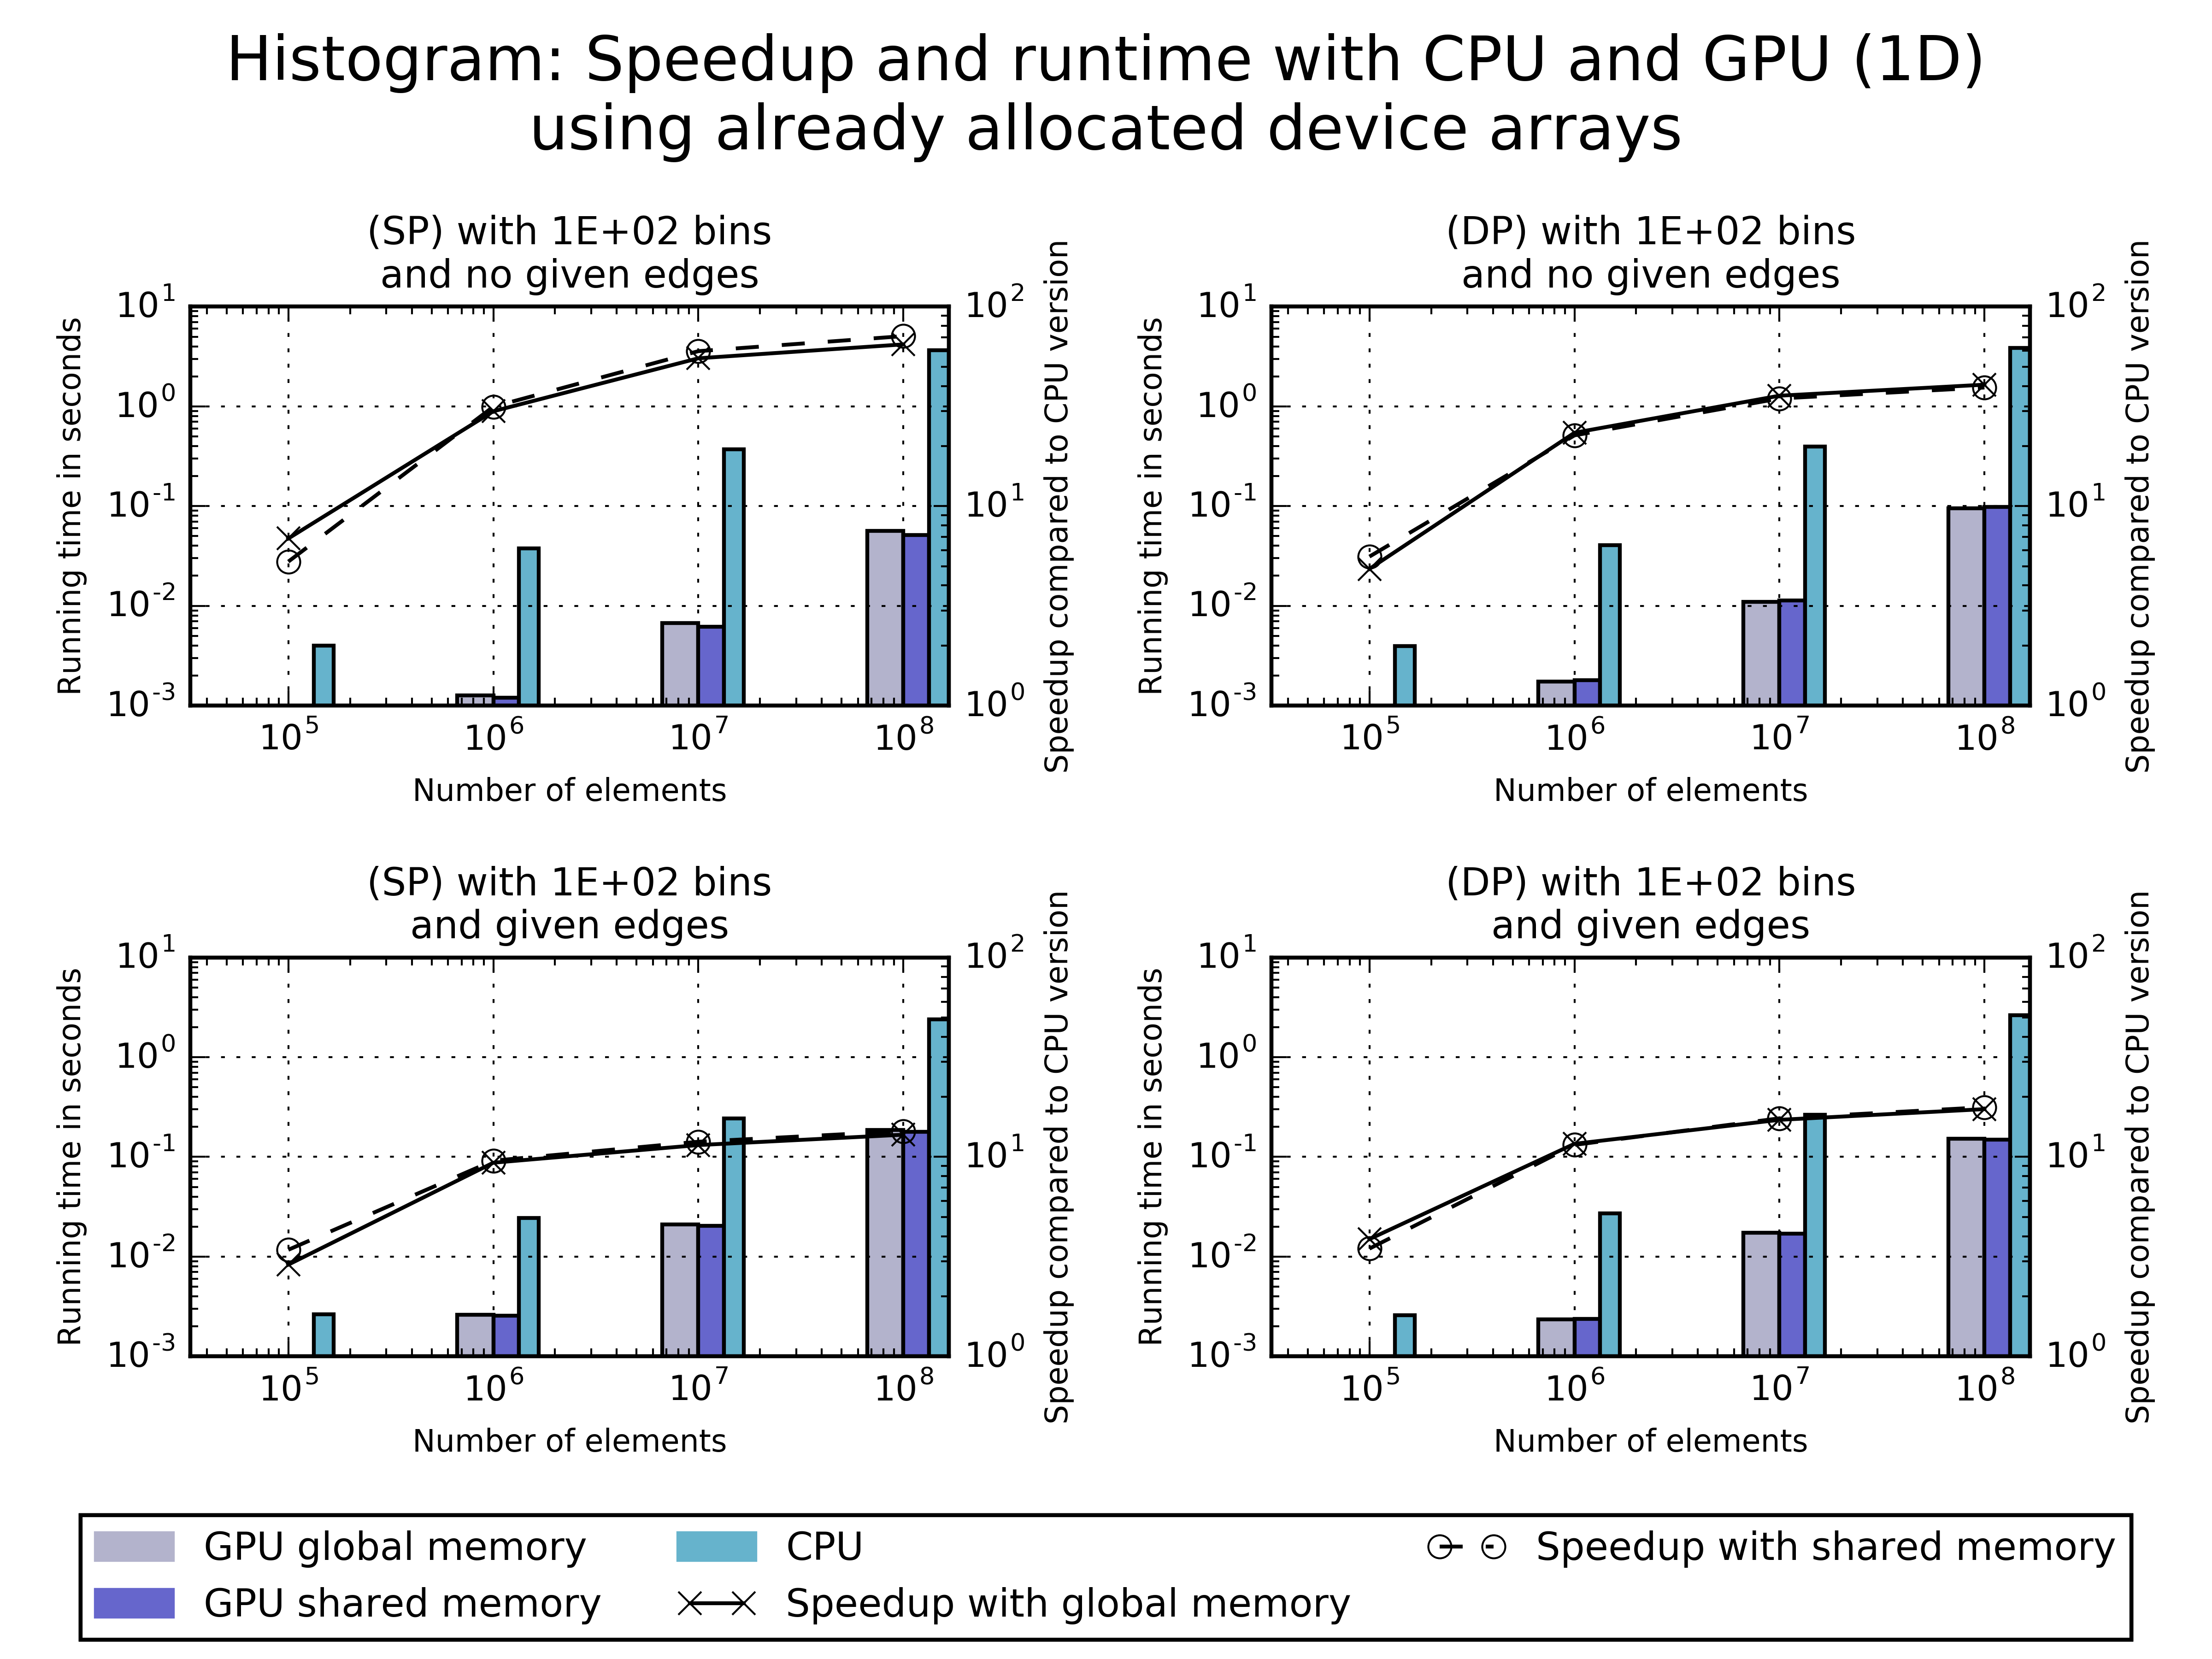 Histogram: Speedup and runtime with CPU and GPU (1D)
using already allocated device arrays
(SP) with 1E+02 bins
and no given edges
Running time in seconds
10^1
10^0
10^-1
10^-2
10^-3
10^5 10^6 10^7 10^8
Number of elements
10^2
10^1
10^0
Speedup compared to CPU version
(DP) with 1E+02 bins
and no given edges
Running time in seconds
10^1
10^0
10^-1
10^-2
10^-3
10^5 10^6 10^7 10^8
Number of elements
10^2
10^1
10^0
Speedup compared to CPU version
(SP) with 1E+02 bins
and given edges
Running time in seconds
10^1
10^0
10^-1
10^-2
10^-3
10^5 10^6 10^7 10^8
Number of elements
10^2
10^1
10^0
Speedup compared to CPU version
(DP) with 1E+02 bins
and given edges
Running time in seconds
10^1
10^0
10^-1
10^-2
10^-3
10^5 10^6 10^7 10^8
Number of elements
10^2
10^1
10^0
Speedup compared to CPU version
GPU global memory
GPU shared memory
CPU
Speedup with global memory
Speedup with shared memory